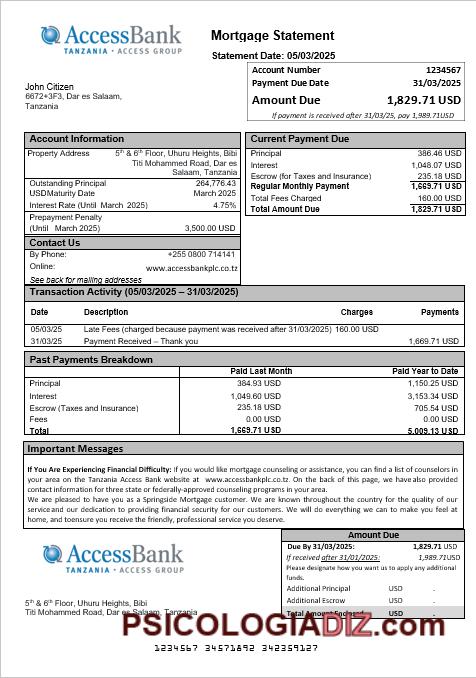 AccessBank
TANZANIA • ACCESS GROUP
Mortgage Statement
Statement Date: 05/03/2025
Account Number 1234567
Payment Due Date 31/03/2025
Amount Due 1,829.71 USD
If payment is received after 31/03/2025, pay 1,989.71USD
John Citizen
6672+3F3, Dar es Salaam,
Tanzania
Account Information
Property Address 5th & 6th Floor, Uhuru Heights, Bibi
Titi Mohammed Road, Dar es
Salaam, Tanzania
Outstanding Principal 264,776.43
USDMaturity Date March 2025
Interest Rate (Until March 2025) 4.75%
Prepayment Penalty
(Until March 2025) 3,500.00 USD
Contact Us
By Phone: +255 0800 714141
Online: www.accessbankplc.co.tz
See back for mailing addresses
Current Payment Due
Principal 386.46 USD
Interest 1,048.07 USD
Escrow (for Taxes and Insurance) 235.18 USD
Regular Monthly Payment 1,669.71 USD
Total Fees Charged 160.00 USD
Total Amount Due 1,829.71 USD
Transaction Activity (05/03/2025 – 31/03/2025)
Date Description Charges Payments
05/03/25 Late Fees (charged because payment was received after 31/03/2025) 160.00 USD
31/03/25 Payment Received – Thank you 1,669.71 USD
Past Payments Breakdown
Paid Last Month Paid Year to Date
Principal 384.93 USD 1,150.25 USD
Interest 1,049.60 USD 3,153.34 USD
Escrow (Taxes and Insurance) 235.18 USD 705.54 USD
Fees 0.00 USD 0.00 USD
Total 1,669.71 USD 5,009.13 USD
Important Messages
If You Are Experiencing Financial Difficulty: If you would like mortgage counseling or assistance, you can find a list of counselors in
your area on the Tanzania Access Bank website at www.accessbankplc.co.tz. On the back of this page, we have also provided
contact information for three state or federally-approved counseling programs in your area.
We are pleased to have you as a Springside Mortgage customer. We are known throughout the country for the quality of our
service and our dedication to providing financial security for our customers. We will do everything we can to make you feel at
home, and toensure you receive the friendly, professional service you deserve.
AccessBank
TANZANIA • ACCESS GROUP
5th & 6th Floor, Uhuru Heights, Bibi
Titi Mohammed Road, Dar es Salaam, Tanzania
Amount Due
Due By 31/03/2025: 1,829.71 USD
If received after 31/01/2025: 1,989.71USD
Please designate how you want us to apply any additional
funds.
Additional Principal USD .
Additional Escrow USD .
Total Amount Enclosed USD .
PSICOLOGIADIZ.com
1234567 34571892 342359127